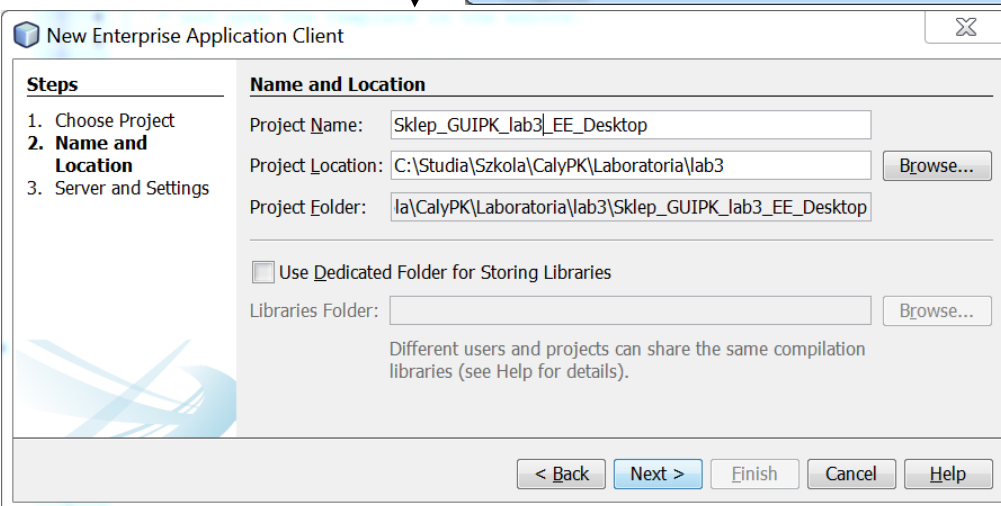 New Enterprise Application Client
Steps
1. Choose Project
2. Name and
Location
3. Server and Settings
Name and Location
Project Name: Sklep_GUIPK_lab3_EE_Desktop
Project Location: C:\Studia\Szkola\CalyPK\Laboratoria\lab3 Browse...
Project Folder: la\CalyPK\Laboratoria\lab3\Sklep_GUIPK_lab3_EE_Desktop
Use Dedicated Folder for Storing Libraries
Libraries Folder: Browse...
Different users and projects can share the same compilation
libraries (see Help for details).
< Back Next > Finish Cancel Help